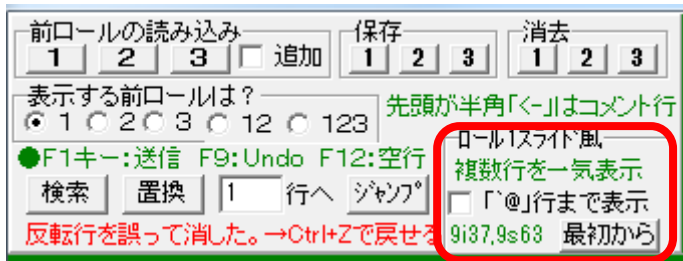 前ロールの読み込み
1 2 3 追加
保存
1 2 3
消去
1 2 3
表示する前ロールは？
1 2 3 12 123
先頭が半角「<-」はコメント行
●F1キー:送信 F9:Undo F12:空行
検索 置換 1 行へ ジャンプ
反転行を誤って消した。→Ctrl+Zで戻せる
ロール1スライド風
複数行を一気表示
「`@」行まで表示
9i37,9s63 最初から